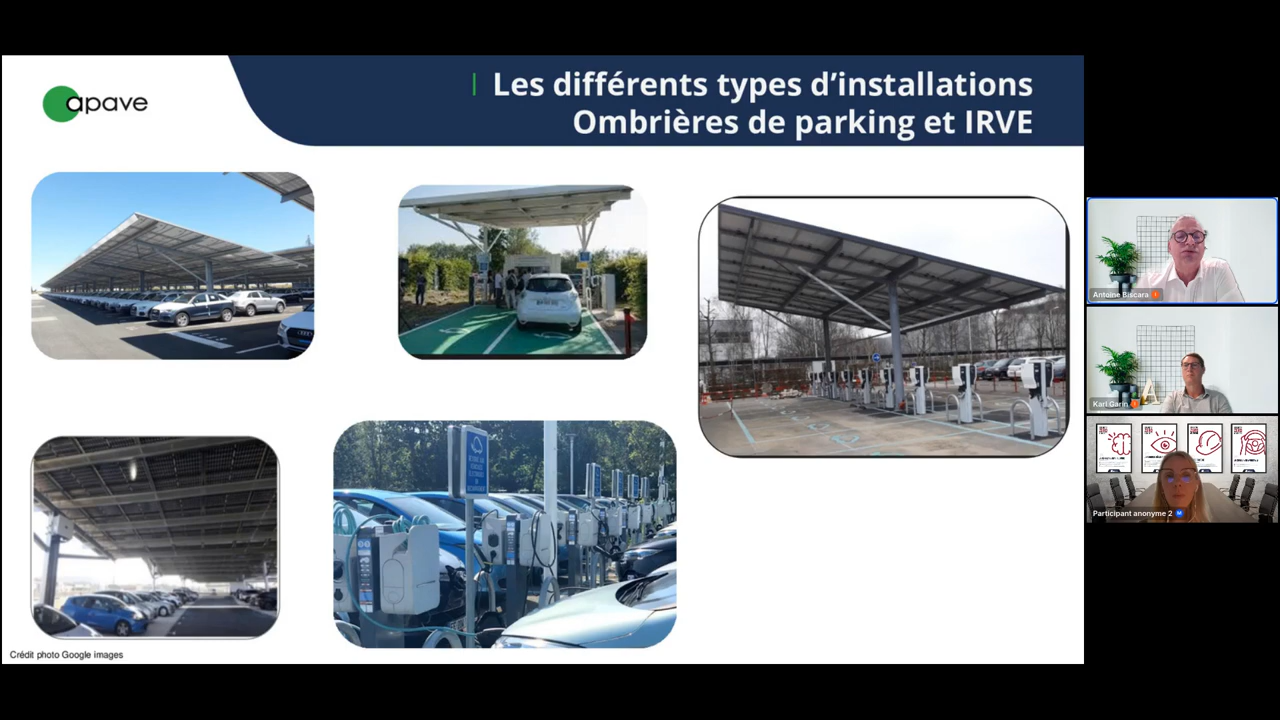 apave
Les différents types d’installations
Ombrières de parking et IRVE
Crédit photo Google images
Antoine Biscara
Karl Garin
Participant anonyme 2